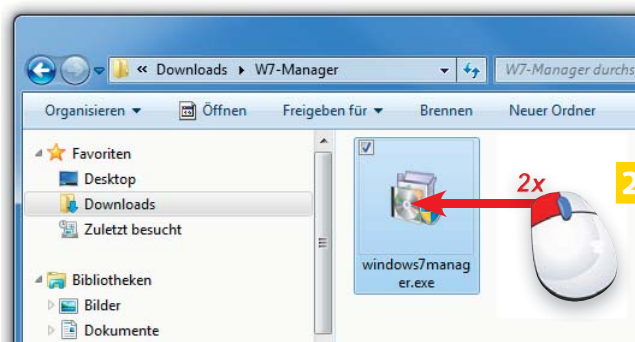 « Downloads W7-Manager
W7-Manager durchs
Organisieren Öffnen Freigeben für Brennen Neuer Ordner
Favoriten
Desktop
Downloads
Zuletzt besucht
Bibliotheken
Bilder
Dokumente
windows7manag
er.exe
2x
2